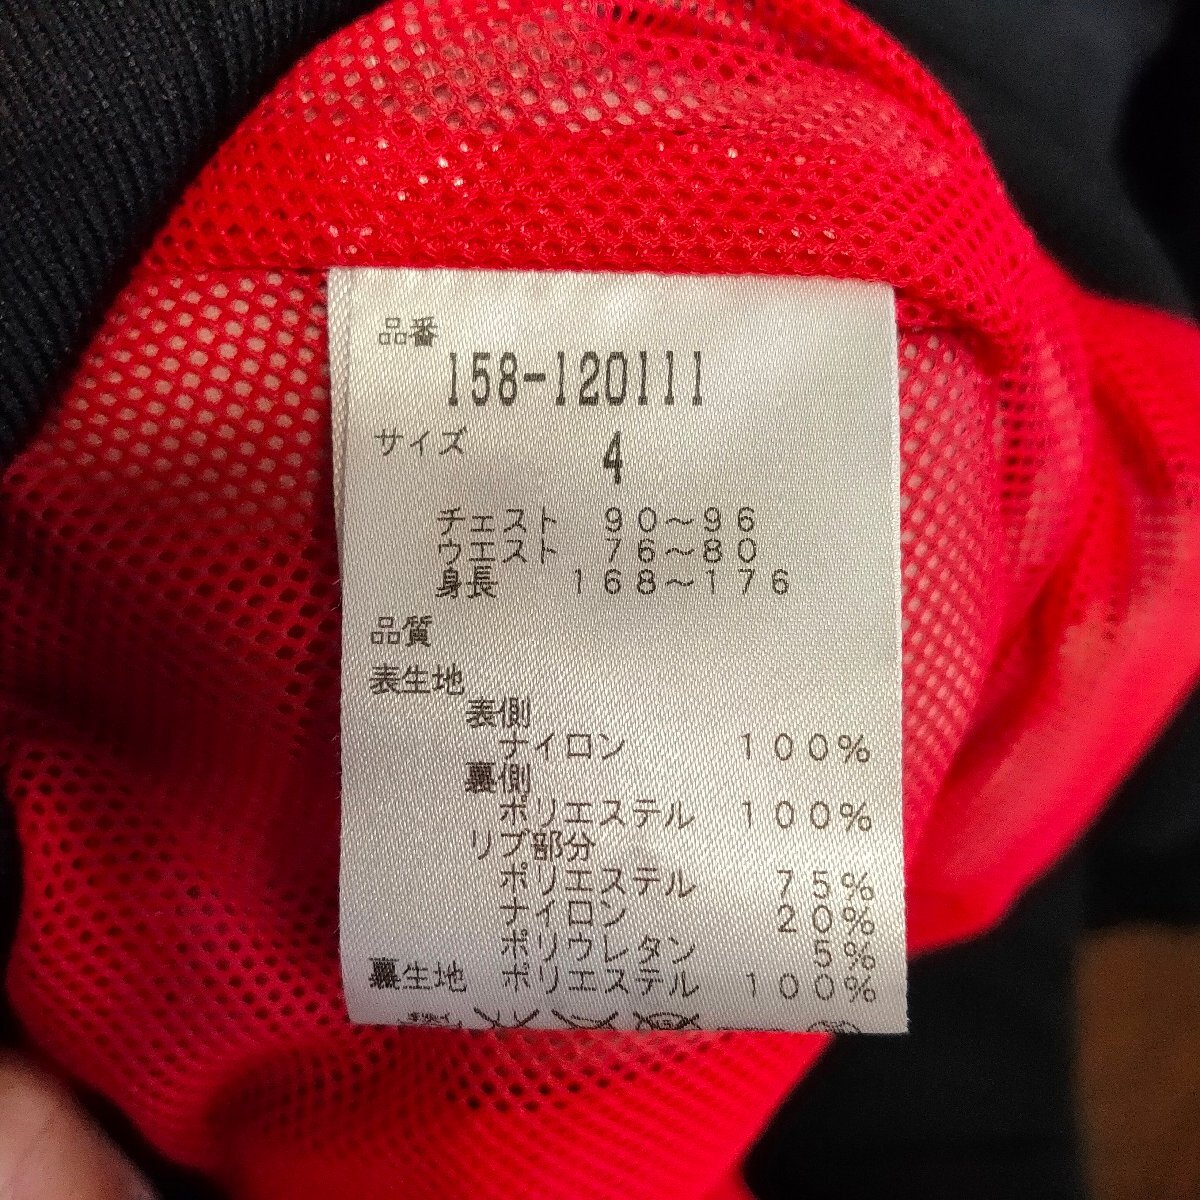 品番
158-120111
サイズ 4
チェスト 90～96
ウエスト 76～80
身長 168～176
品質
表生地
表側
ナイロン 100%
裏側
ポリエステル 100%
リブ部分
ポリエステル 75%
ナイロン 20%
ポリウレタン 5%
裏生地 ポリエステル 100%